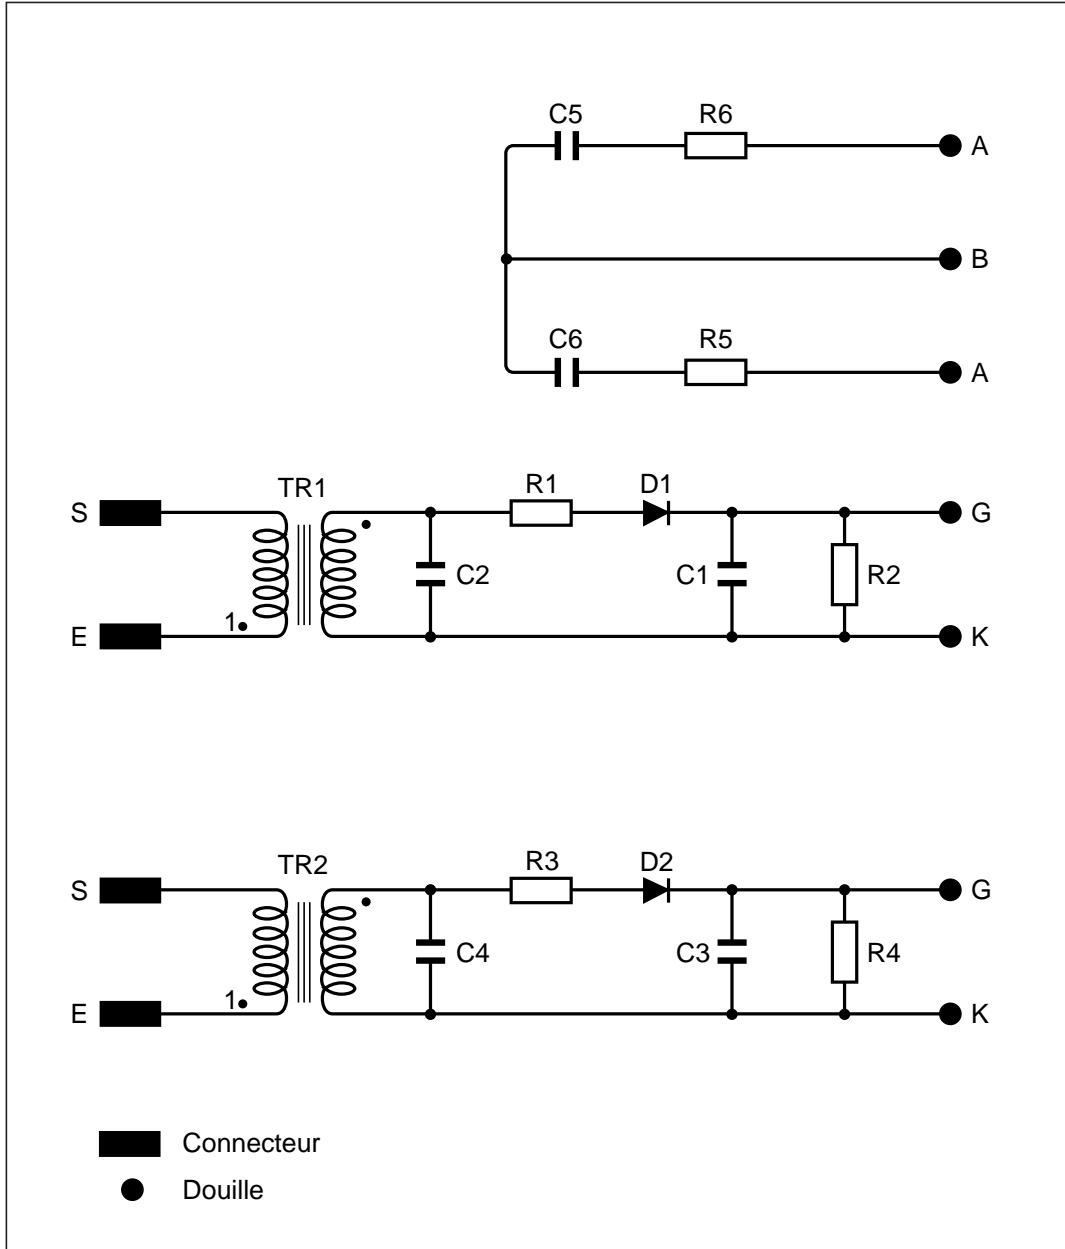 C5 R6
A
B
C6 R5
A
TR1 R1 D1
S G
C2 C1 R2
1
E K
TR2 R3 D2
S G
C4 C3 R4
1
E K
Connecteur
Douille